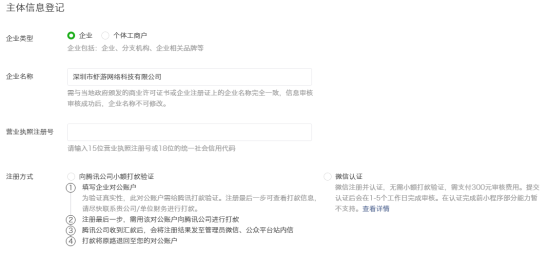 主体信息登记
企业类型
企业 个体工商户
企业包括：企业、分支机构、企业相关品牌等
企业名称
深圳市虾游网络科技有限公司
需与当地政府颁发的商业许可证书或企业注册证上的企业名称完全一致，信息审核
审核成功后，企业名称不可修改。
营业执照注册号
请输入15位营业执照注册号或18位的统一社会信用代码
注册方式
向腾讯公司小额打款验证
① 填写企业对公账户
为验证真实性，此对公账户需给腾讯打款验证。注册最后一步可查看打款信息，
请尽快联系贵公司/单位财务进行打款。
② 注册最后一步，需用该对公账户向腾讯公司进行打款
③ 腾讯公司收到汇款后，会将注册结果发至管理员微信、公众平台站内信
④ 打款将原路退回至您的对公账户
微信认证
微信注册并认证，无需小额打款验证，需支付300元审核费用。提交
认证后会在1-5个工作日完成审核。在认证完成前小程序部分能力暂
不支持。查看详情